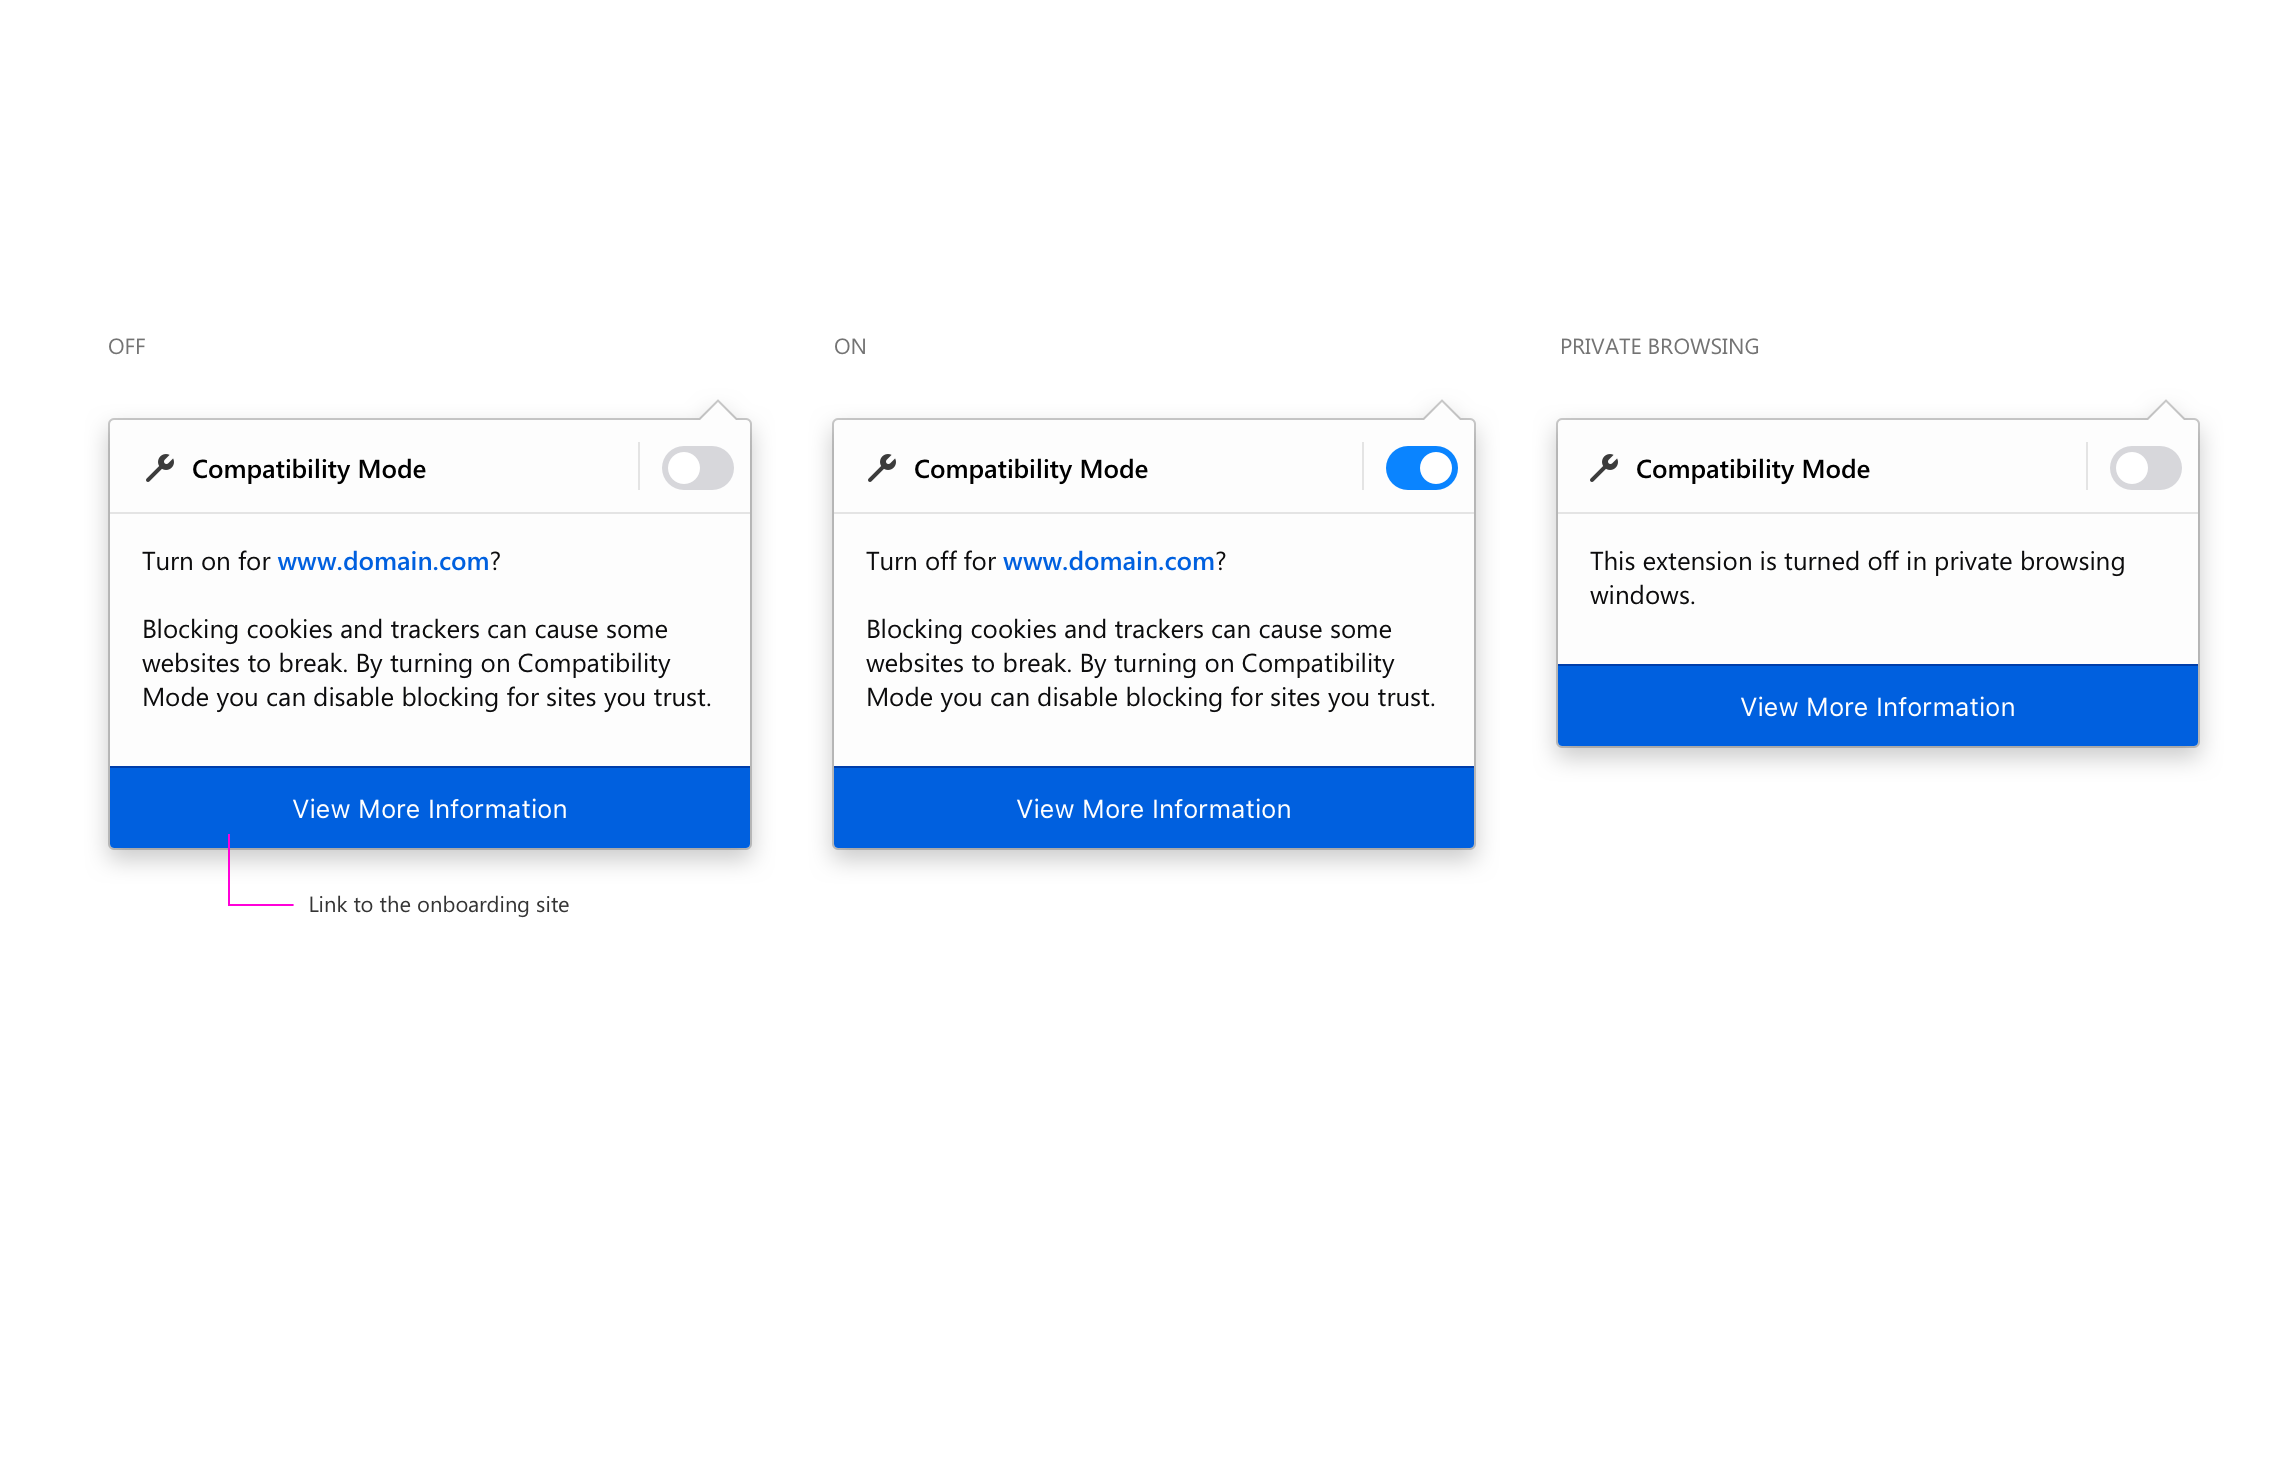 OFF
Compatibility Mode
Turn on for www.domain.com?
Blocking cookies and trackers can cause some
websites to break. By turning on Compatibility
Mode you can disable blocking for sites you trust.
View More Information
Link to the onboarding site
ON
Compatibility Mode
Turn off for www.domain.com?
Blocking cookies and trackers can cause some
websites to break. By turning on Compatibility
Mode you can disable blocking for sites you trust.
View More Information
PRIVATE BROWSING
Compatibility Mode
This extension is turned off in private browsing
windows.
View More Information